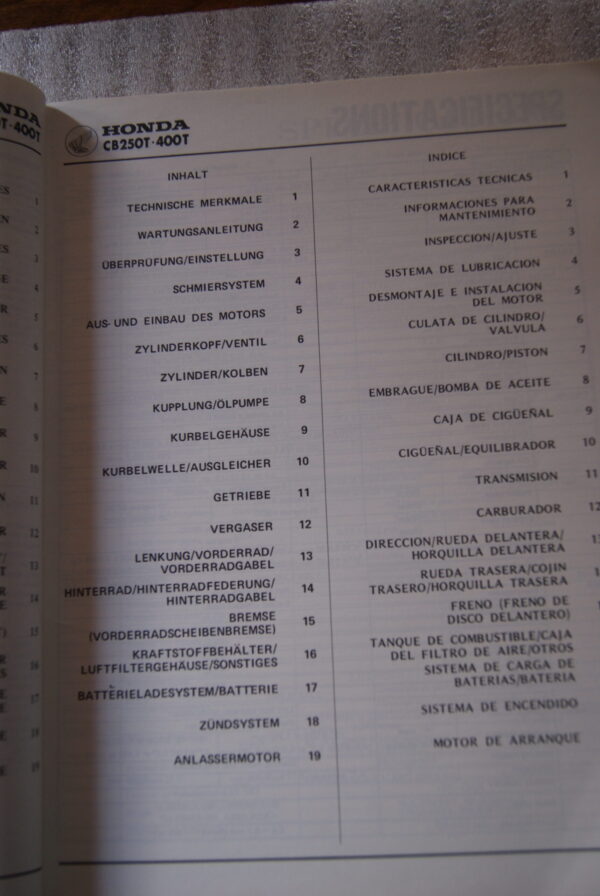 HONDA
CB250T·400T
INHALT
TECHNISCHE MERKMALE 1
WARTUNGSANLEITUNG 2
ÜBERPRÜFUNG/EINSTELLUNG 3
SCHMIERSYSTEM 4
AUS- UND EINBAU DES MOTORS 5
ZYLINDERKOPF/VENTIL 6
ZYLINDER/KOLBEN 7
KUPPLUNG/ÖLPUMPE 8
KURBELGEHÄUSE 9
KURBELWELLE/AUSGLEICHER 10
GETRIEBE 11
VERGASER 12
LENKUNG/VORDERRAD/
VORDERRADGABEL 13
HINTERRAD/HINTERRADFEDERUNG/
HINTERRADGABEL 14
BREMSE
(VORDERRADSCHEIBENBREMSE) 15
KRAFTSTOFFBEHÄLTER/
LUFTFILTERGEHÄUSE/SONSTIGES 16
BATTERIELADESYSTEM/BATTERIE 17
ZÜNDSYSTEM 18
ANLASSERMOTOR 19
INDICE
CARACTERISTICAS TECNICAS 1
INFORMACIONES PARA
MANTENIMIENTO 2
INSPECCION/AJUSTE 3
SISTEMA DE LUBRICACION 4
DESMONTAJE E INSTALACION
DEL MOTOR 5
CULATA DE CILINDRO/
VALVULA 6
CILINDRO/PISTON 7
EMBRAGUE/BOMBA DE ACEITE 8
CAJA DE CIGÜEÑAL 9
CIGÜEÑAL/EQUILIBRADOR 10
TRANSMISION 11
CARBURADOR 12
DIRECCION/RUEDA DELANTERA/
HORQUILLA DELANTERA
RUEDA TRASERA/COJIN
TRASERO/HORQUILLA TRASERA
FRENO (FRENO DE
DISCO DELANTERO)
TANQUE DE COMBUSTIBLE/CAJA
DEL FILTRO DE AIRE/OTROS
SISTEMA DE CARGA DE
BATERIAS/BATERIA
SISTEMA DE ENCENDIDO
MOTOR DE ARRANQUE